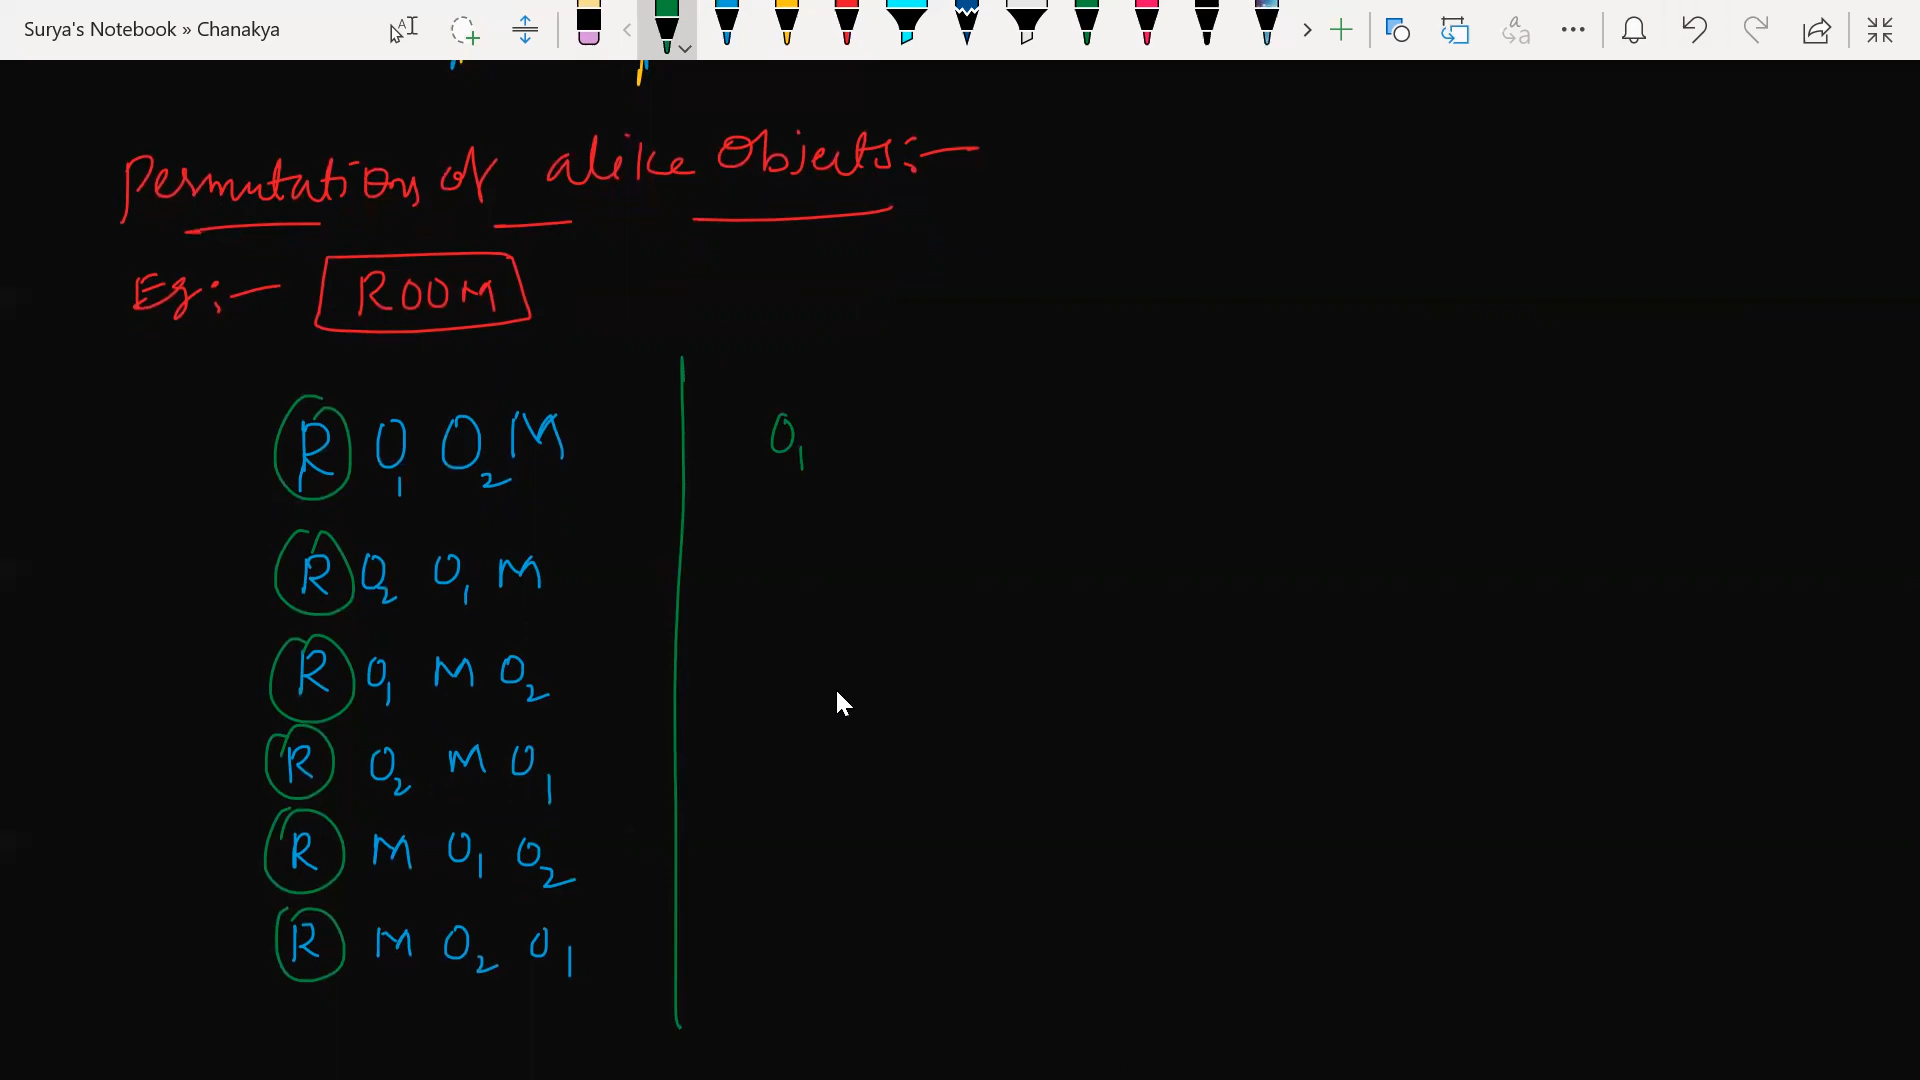 Surya's Notebook » Chanakya
Permutation of alike Objects:-
Eg:- ROOM
R O₁ O₂ M
O₁
R O₂ O₁ M
R O₁ M O₂
R O₂ M O₁
R M O₁ O₂
R M O₂ O₁